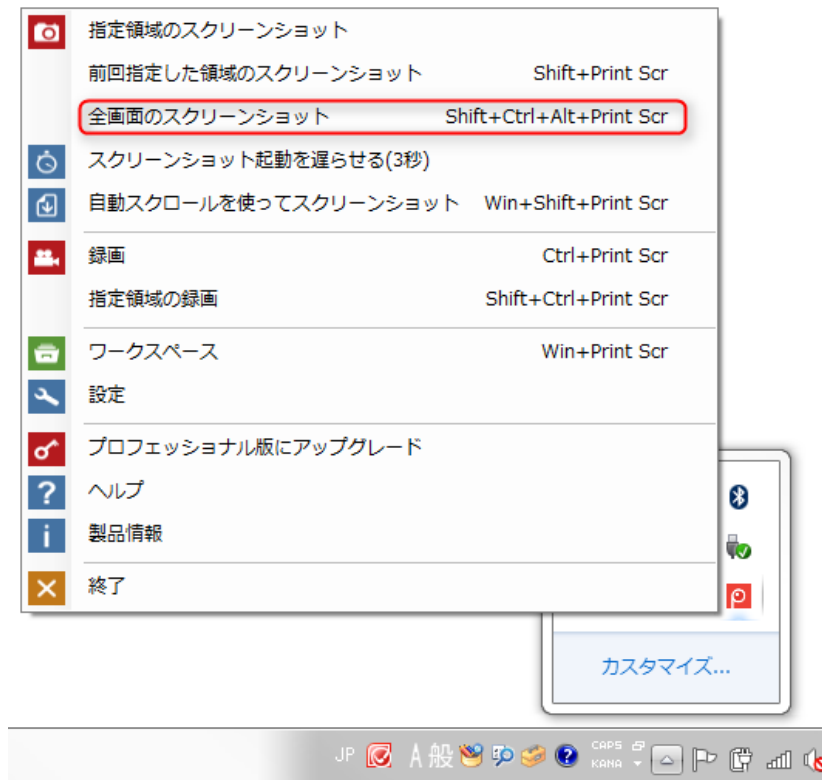 指定領域のスクリーンショット
前回指定した領域のスクリーンショット Shift+Print Scr
全画面のスクリーンショット Shift+Ctrl+Alt+Print Scr
スクリーンショット起動を遅らせる(3秒)
自動スクロールを使ってスクリーンショット Win+Shift+Print Scr
録画 Ctrl+Print Scr
指定領域の録画 Shift+Ctrl+Print Scr
ワークスペース Win+Print Scr
設定
プロフェッショナル版にアップグレード
ヘルプ
製品情報
終了
カスタマイズ...
JP A 般 CAPS
KANA